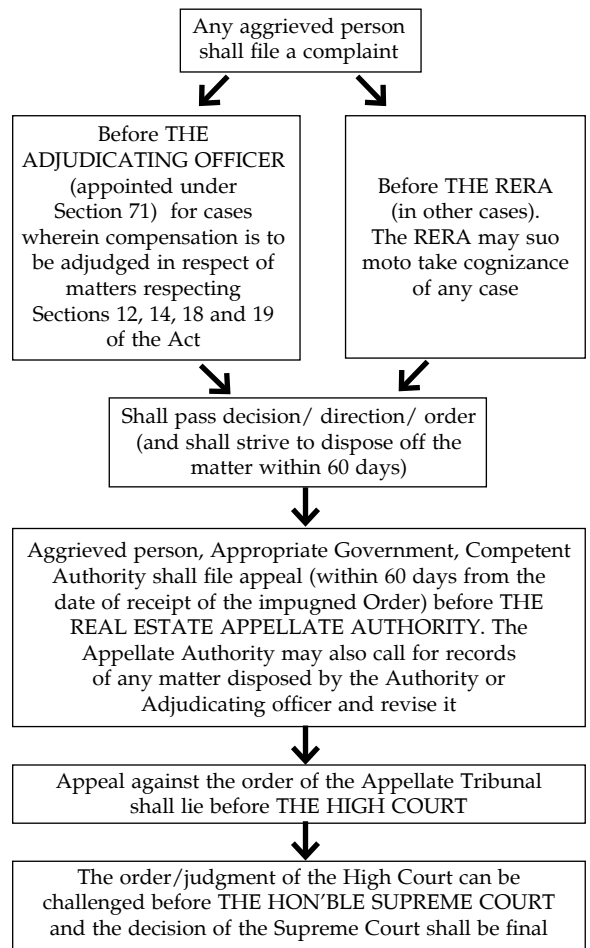 Any aggrieved person
shall file a complaint
Before THE
ADJUDICATING OFFICER
(appointed under
Section 71) for cases
wherein compensation is to
be adjudged in respect of
matters respecting
Sections 12, 14, 18 and 19
of the Act
Before THE RERA
(in other cases).
The RERA may suo
moto take cognizance
of any case
Shall pass decision/ direction/ order
(and shall strive to dispose off the
matter within 60 days)
Aggrieved person, Appropriate Government, Competent
Authority shall file appeal (within 60 days from the
date of receipt of the impugned Order) before THE
REAL ESTATE APPELLATE AUTHORITY. The
Appellate Authority may also call for records
of any matter disposed by the Authority or
Adjudicating officer and revise it
Appeal against the order of the Appellate Tribunal
shall lie before THE HIGH COURT
The order/judgment of the High Court can be
challenged before THE HON'BLE SUPREME COURT
and the decision of the Supreme Court shall be final